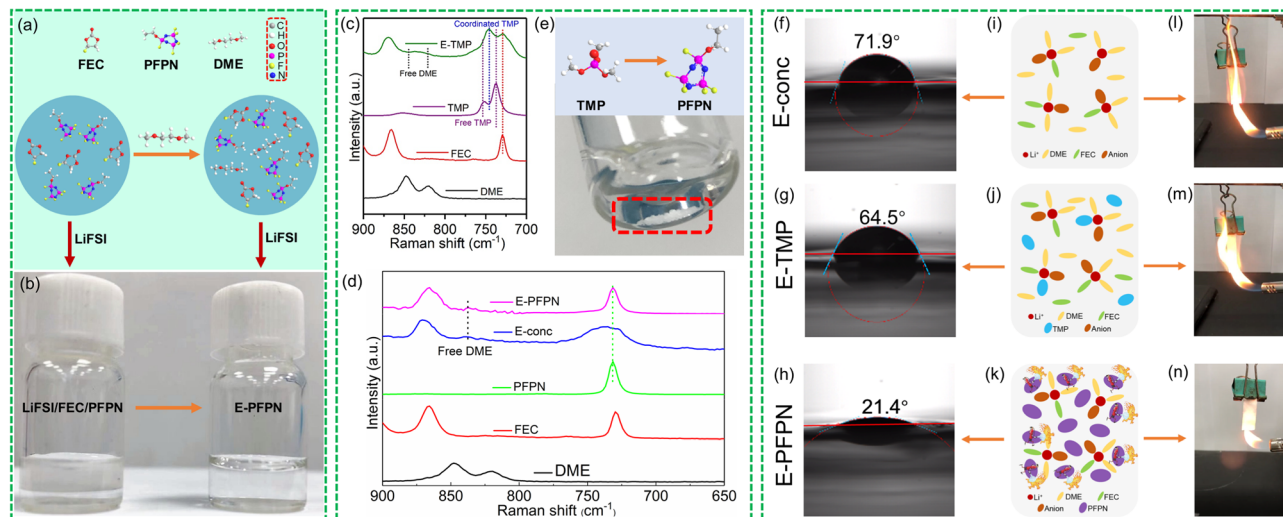 (a)
FEC
PFPN
DME
C
H
O
P
F
N
LiFSI
LiFSI
(b)
LiFSI/FEC/PFPN
E-PFPN
(c)
Coordinated TMP
E-TMP
Free DME
TMP
Free TMP
FEC
DME
Intensity (a.u.)
900 850 800 750 700
Raman shift (cm⁻¹)
(e)
TMP
PFPN
(d)
E-PFPN
E-conc
Free DME
PFPN
FEC
DME
Intensity (a.u.)
900 850 800 750 700 650
Raman shift (cm⁻¹)
E-conc
(f)
71.9°
(i)
Li⁺ DME FEC Anion
(l)
E-TMP
(g)
64.5°
(j)
Li⁺ DME FEC
TMP Anion
(m)
E-PFPN
(h)
21.4°
(k)
Li⁺ DME FEC
Anion PFPN
(n)